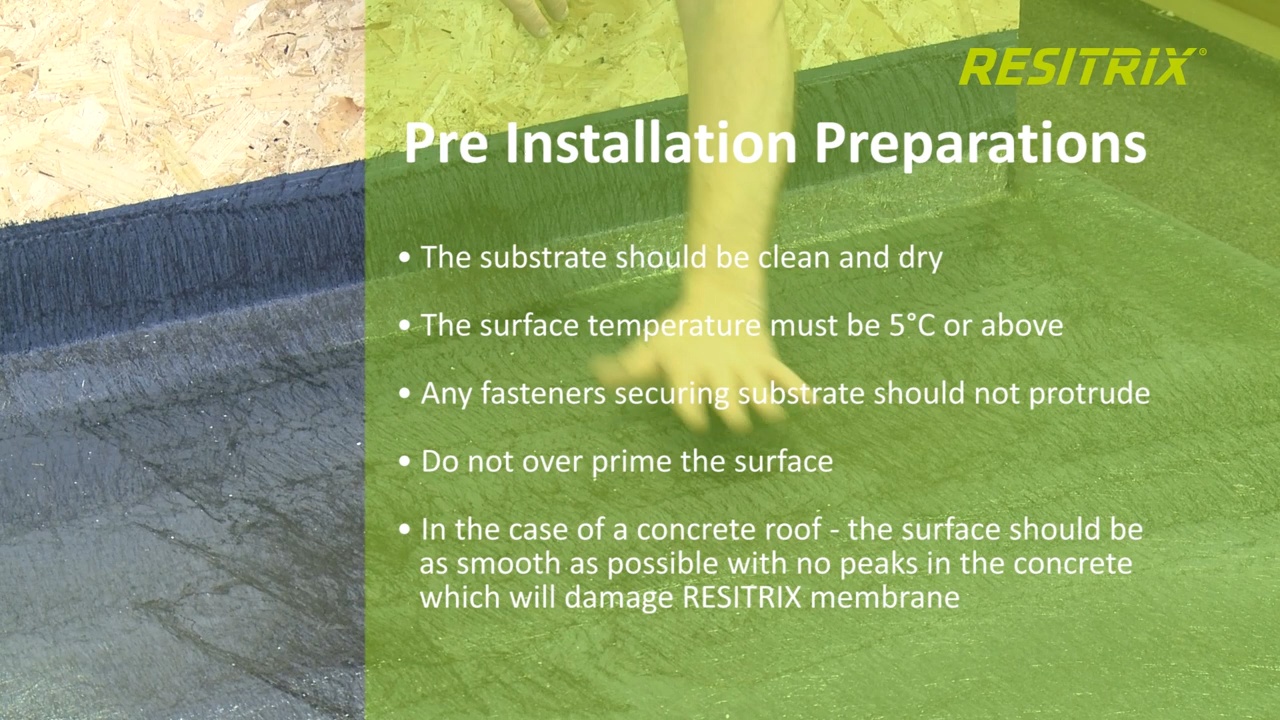 RESITRIX®
Pre Installation Preparations
• The substrate should be clean and dry
• The surface temperature must be 5°C or above
• Any fasteners securing substrate should not protrude
• Do not over prime the surface
• In the case of a concrete roof - the surface should be
as smooth as possible with no peaks in the concrete
which will damage RESITRIX membrane